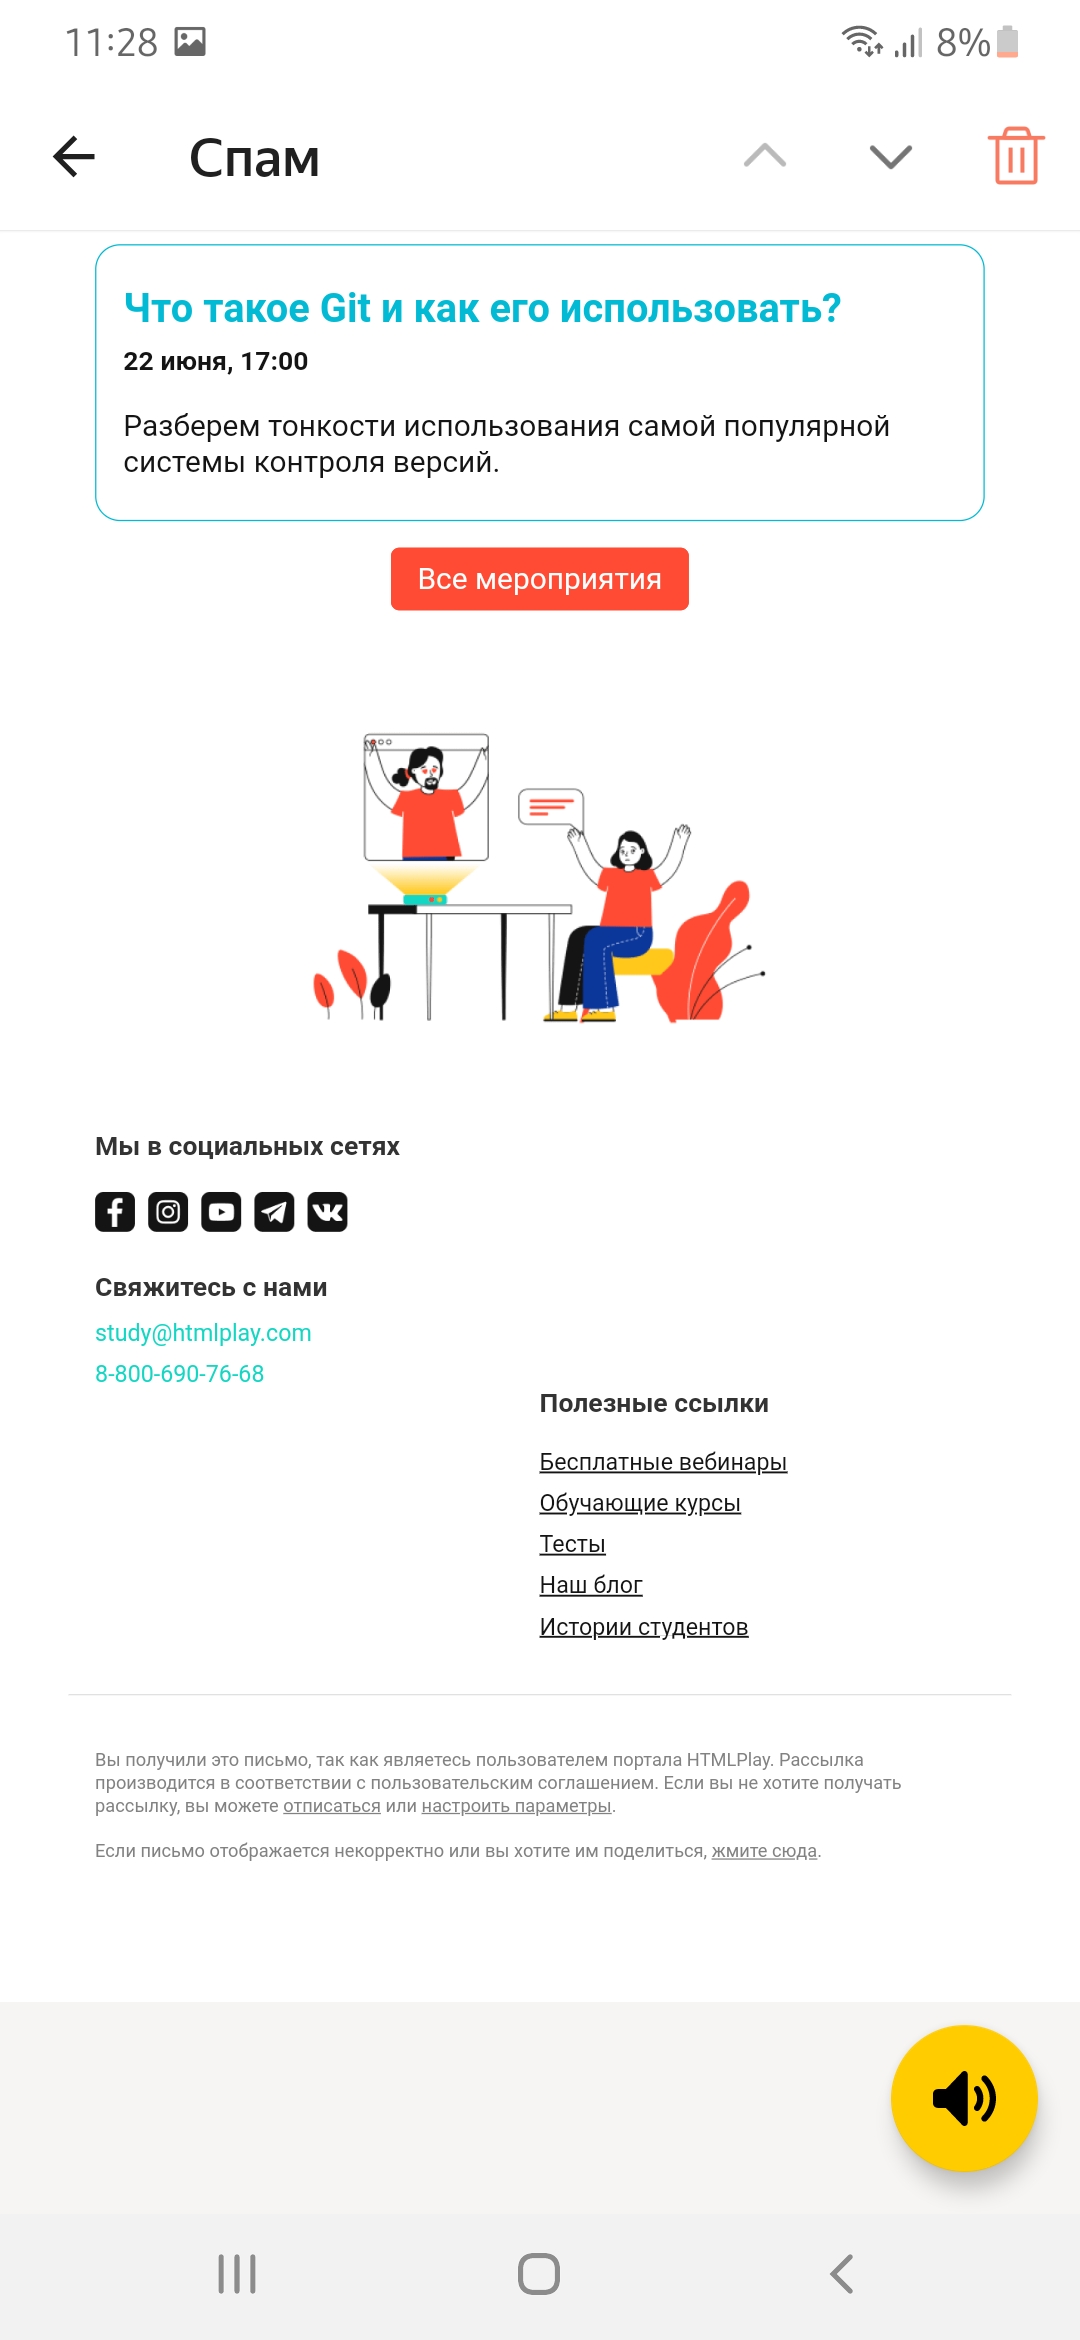 11:28
8%
Спам
Что такое Git и как его использовать?
22 июня, 17:00
Разберем тонкости использования самой популярной
системы контроля версий.
Все мероприятия
Мы в социальных сетях
Свяжитесь с нами
study@htmlplay.com
8-800-690-76-68
Полезные ссылки
Бесплатные вебинары
Обучающие курсы
Тесты
Наш блог
Истории студентов
Вы получили это письмо, так как являетесь пользователем портала HTMLPlay. Рассылка
производится в соответствии с пользовательским соглашением. Если вы не хотите получать
рассылку, вы можете отписаться или настроить параметры.
Если письмо отображается некорректно или вы хотите им поделиться, жмите сюда.